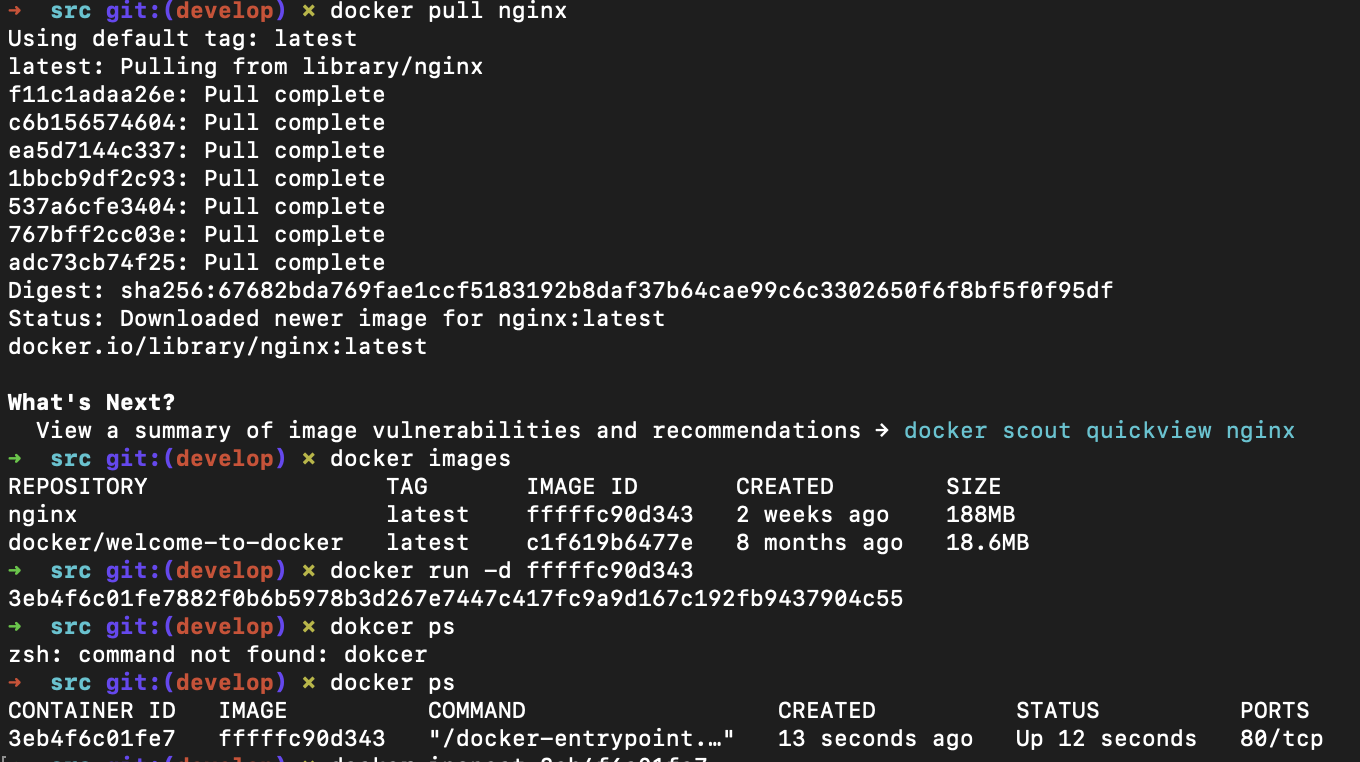 →  src git:(develop) × docker pull nginx
Using default tag: latest
latest: Pulling from library/nginx
f11c1adaa26e: Pull complete
c6b156574604: Pull complete
ea5d7144c337: Pull complete
1bbcb9df2c93: Pull complete
537a6cfe3404: Pull complete
767bff2cc03e: Pull complete
adc73cb74f25: Pull complete
Digest: sha256:67682bda769fae1ccf5183192b8daf37b64cae99c6c3302650f6f8bf5f0f95df
Status: Downloaded newer image for nginx:latest
docker.io/library/nginx:latest
What's Next?
  View a summary of image vulnerabilities and recommendations → docker scout quickview nginx
→  src git:(develop) × docker images
REPOSITORY                 TAG       IMAGE ID       CREATED        SIZE
nginx                      latest    fffffc90d343   2 weeks ago    188MB
docker/welcome-to-docker   latest    c1f619b6477e   8 months ago   18.6MB
→  src git:(develop) × docker run -d fffffc90d343
3eb4f6c01fe7882f0b6b5978b3d267e7447c417fc9a9d167c192fb9437904c55
→  src git:(develop) × dokcer ps
zsh: command not found: dokcer
→  src git:(develop) × docker ps
CONTAINER ID   IMAGE          COMMAND                  CREATED          STATUS          PORTS
3eb4f6c01fe7   fffffc90d343   "/docker-entrypoint.…"   13 seconds ago   Up 12 seconds   80/tcp